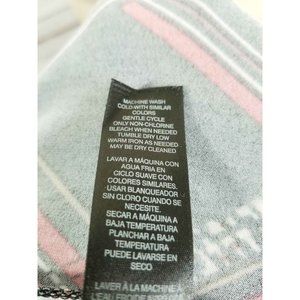 MACHINE WASH
COLD WITH SIMILAR
COLORS
GENTLE CYCLE
ONLY NON-CHLORINE
BLEACH WHEN NEEDED
TUMBLE DRY LOW
WARM IRON AS NEEDED
MAY BE DRY CLEANED
LAVAR A MÁQUINA CON
AGUA FRIA EN
CICLO SUAVE CON
COLORES SIMILARES.
USAR BLANQUEADOR
SIN CLORO CUANDO SE
NECESITE.
SECAR A MÁQUINA A
BAJA TEMPERATURA
PLANCHAR A BAJA
TEMPERATURA
PUEDE LAVARSE EN
SECO
LAVER À LA MACHINE À
L'EAU FROIDE